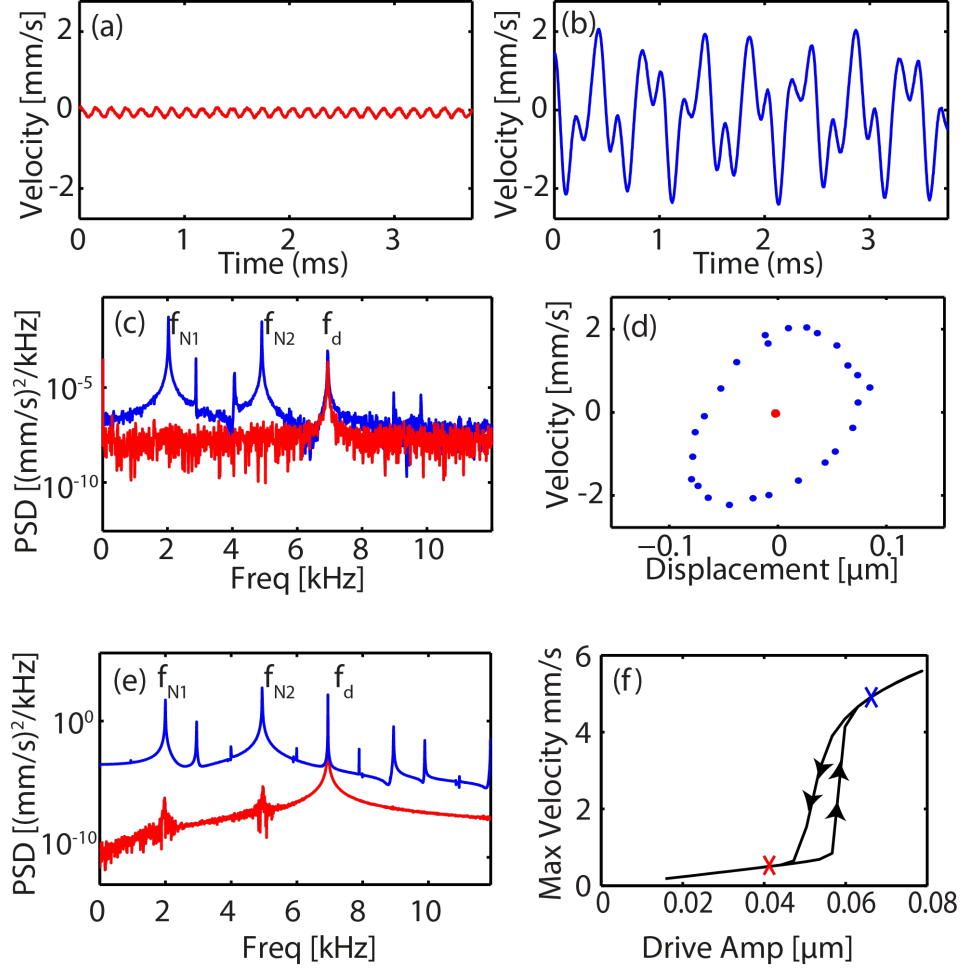 (a)
2
0
-2
Velocity [mm/s]
0 1 2 3
Time (ms)
(b)
2
0
-2
Velocity [mm/s]
0 1 2 3
Time (ms)
(c)
f_N1 f_N2 f_d
10^-5
10^-10
PSD [(mm/s)²/kHz]
0 2 4 6 8 10
Freq [kHz]
(d)
2
0
-2
Velocity [mm/s]
−0.1 0 0.1
Displacement [µm]
(e)
f_N1 f_N2 f_d
10^0
10^-10
PSD [(mm/s)²/kHz]
0 2 4 6 8 10
Freq [kHz]
(f)
6
4
2
0
Max Velocity mm/s
0 0.02 0.04 0.06 0.08
Drive Amp [µm]